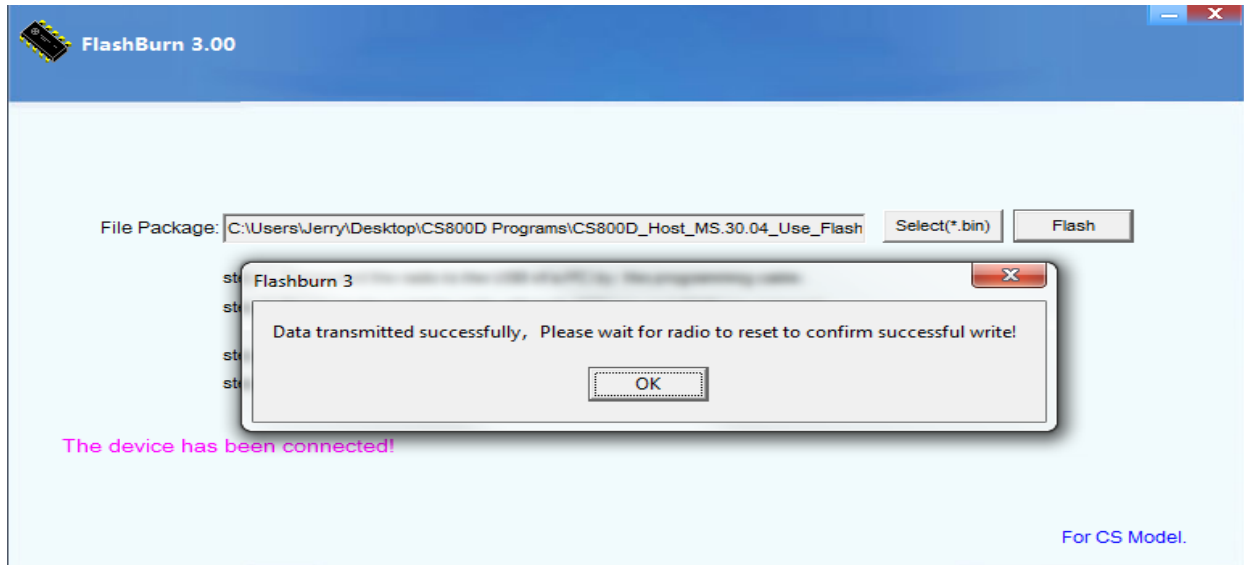 FlashBurn 3.00
File Package: C:\Users\Jerry\Desktop\CS800D Programs\CS800D_Host_MS.30.04_Use_Flash Select(*.bin) Flash
Flashburn 3
Data transmitted successfully, Please wait for radio to reset to confirm successful write!
OK
The device has been connected!
For CS Model.